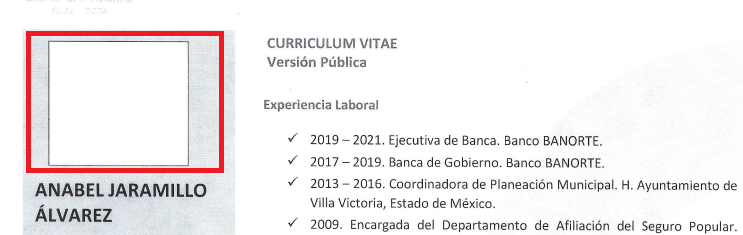 CURRICULUM VITAE
Versión Pública
Experiencia Laboral
✓ 2019 – 2021. Ejecutiva de Banca. Banco BANORTE.
✓ 2017 – 2019. Banca de Gobierno. Banco BANORTE.
✓ 2013 – 2016. Coordinadora de Planeación Municipal. H. Ayuntamiento de
Villa Victoria, Estado de México.
✓ 2009. Encargada del Departamento de Afiliación del Seguro Popular.
ANABEL JARAMILLO
ÁLVAREZ